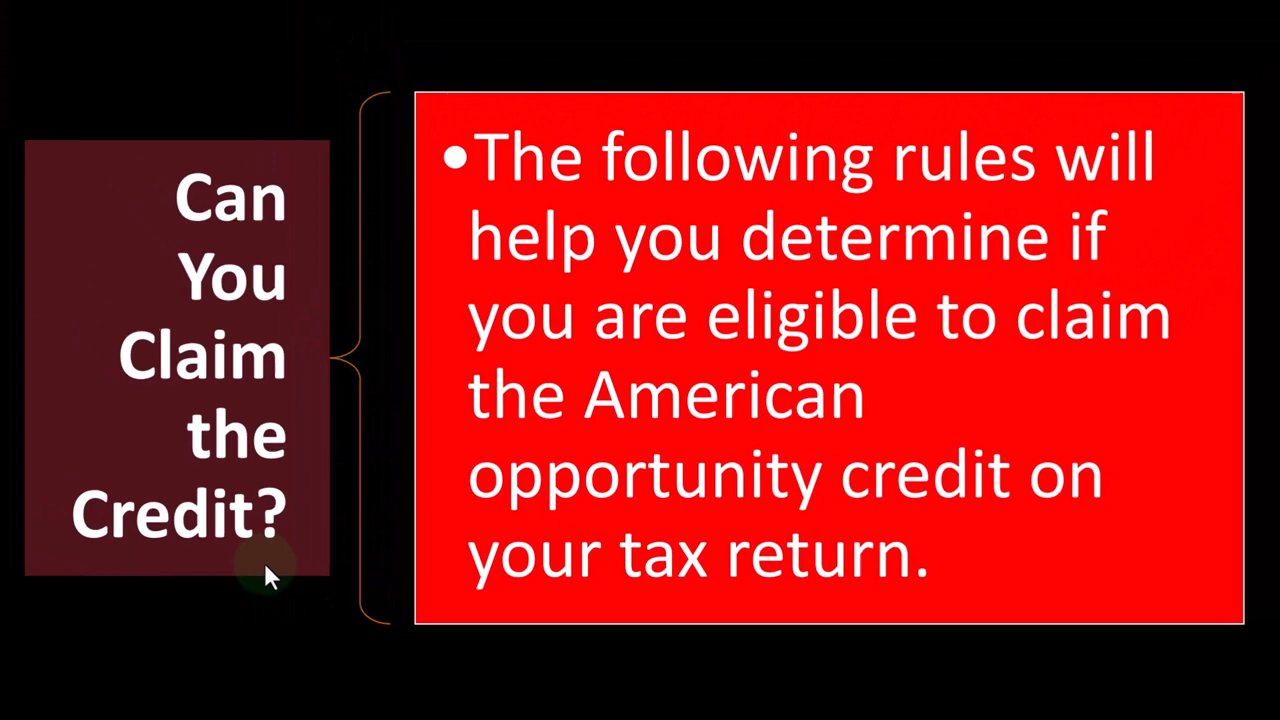 Can
You
Claim
the
Credit?
•The following rules will
help you determine if
you are eligible to claim
the American
opportunity credit on
your tax return.